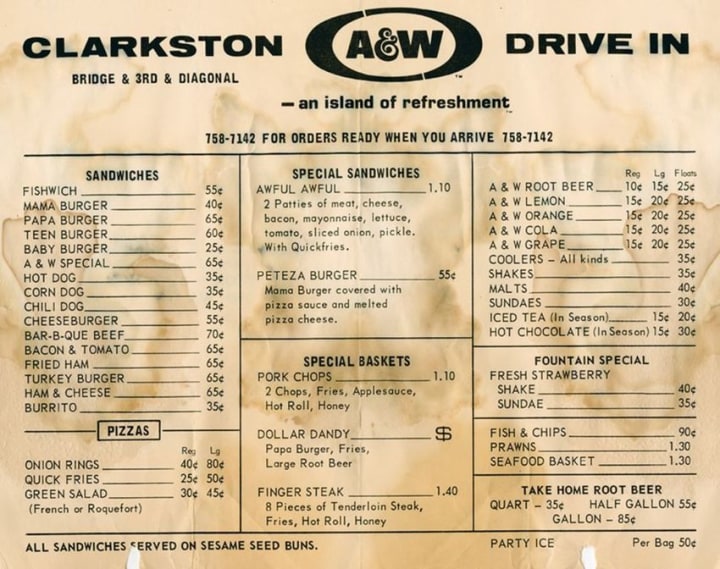 CLARKSTON A&W DRIVE IN
BRIDGE & 3RD & DIAGONAL
— an island of refreshment
758-7142 FOR ORDERS READY WHEN YOU ARRIVE 758-7142
SANDWICHES
FISHWICH 55¢
MAMA BURGER 40¢
PAPA BURGER 65¢
TEEN BURGER 60¢
BABY BURGER 25¢
A & W SPECIAL 65¢
HOT DOG 35¢
CORN DOG 35¢
CHILI DOG 45¢
CHEESEBURGER 55¢
BAR-B-QUE BEEF 70¢
BACON & TOMATO 65¢
FRIED HAM 65¢
TURKEY BURGER 65¢
HAM & CHEESE 65¢
BURRITO 35¢
PIZZAS
Reg Lg
ONION RINGS 40¢ 80¢
QUICK FRIES 25¢ 50¢
GREEN SALAD 30¢ 45¢
(French or Roquefort)
SPECIAL SANDWICHES
AWFUL AWFUL 1.10
2 Patties of meat, cheese,
bacon, mayonnaise, lettuce,
tomato, sliced onion, pickle.
With Quickfries.
PETEZA BURGER 55¢
Mama Burger covered with
pizza sauce and melted
pizza cheese.
SPECIAL BASKETS
PORK CHOPS 1.10
2 Chops, Fries, Applesauce,
Hot Roll, Honey
DOLLAR DANDY $
Papa Burger, Fries,
Large Root Beer
FINGER STEAK 1.40
8 Pieces of Tenderloin Steak,
Fries, Hot Roll, Honey
Reg Lg Floats
A & W ROOT BEER 10¢ 15¢ 25¢
A & W LEMON 15¢ 20¢ 25¢
A & W ORANGE 15¢ 20¢ 25¢
A & W COLA 15¢ 20¢ 25¢
A & W GRAPE 15¢ 20¢ 25¢
COOLERS – All kinds 35¢
SHAKES 35¢
MALTS 40¢
SUNDAES 30¢
ICED TEA (In Season) 15¢ 20¢
HOT CHOCOLATE (In Season) 15¢ 30¢
FOUNTAIN SPECIAL
FRESH STRAWBERRY
SHAKE 40¢
SUNDAE 35¢
FISH & CHIPS 90¢
PRAWNS 1.30
SEAFOOD BASKET 1.30
TAKE HOME ROOT BEER
QUART – 35¢ HALF GALLON 55¢
GALLON – 85¢
ALL SANDWICHES SERVED ON SESAME SEED BUNS.
PARTY ICE Per Bag 50¢